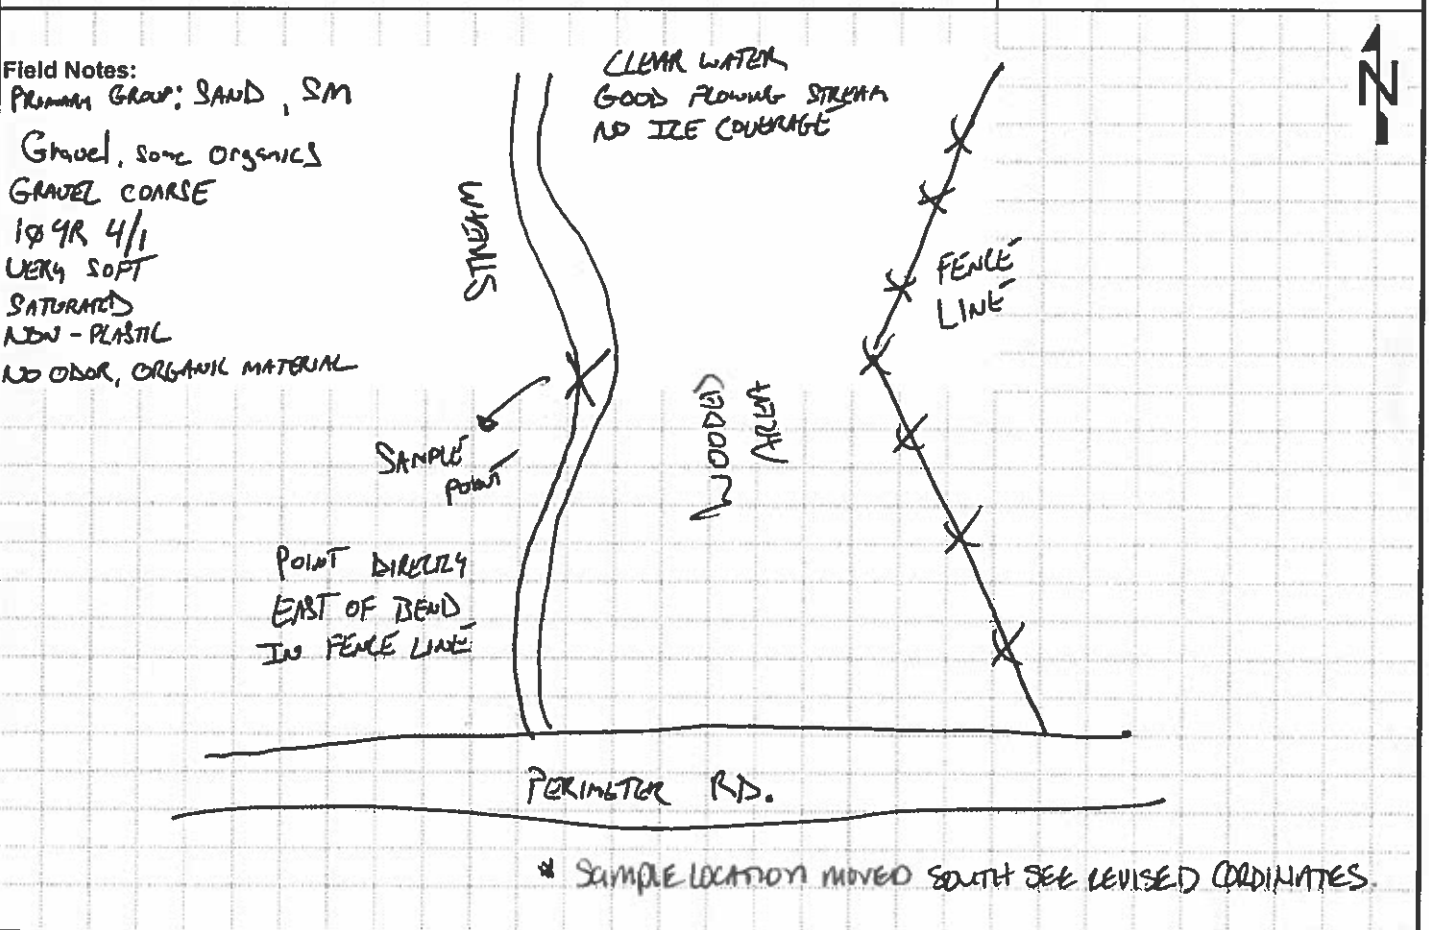 Field Notes:
PRIMARY GROUP: SAND, SM
Gravel, some organics
GRAVEL COARSE
1ØYR 4/1
VERY SOFT
SATURATED
NON-PLASTIC
NO ODOR, ORGANIC MATERIAL
CLEAR WATER
GOOD FLOWING STREAM
NO ICE COVERAGE
N
STREAM
FENCE
LINE
WOODED
AREA
SAMPLE
POINT
POINT DIRECTLY
EAST OF BEND
IN FENCE LINE
PERIMETER RD.
* SAMPLE LOCATION MOVED SOUTH SEE REVISED CORDINATES.